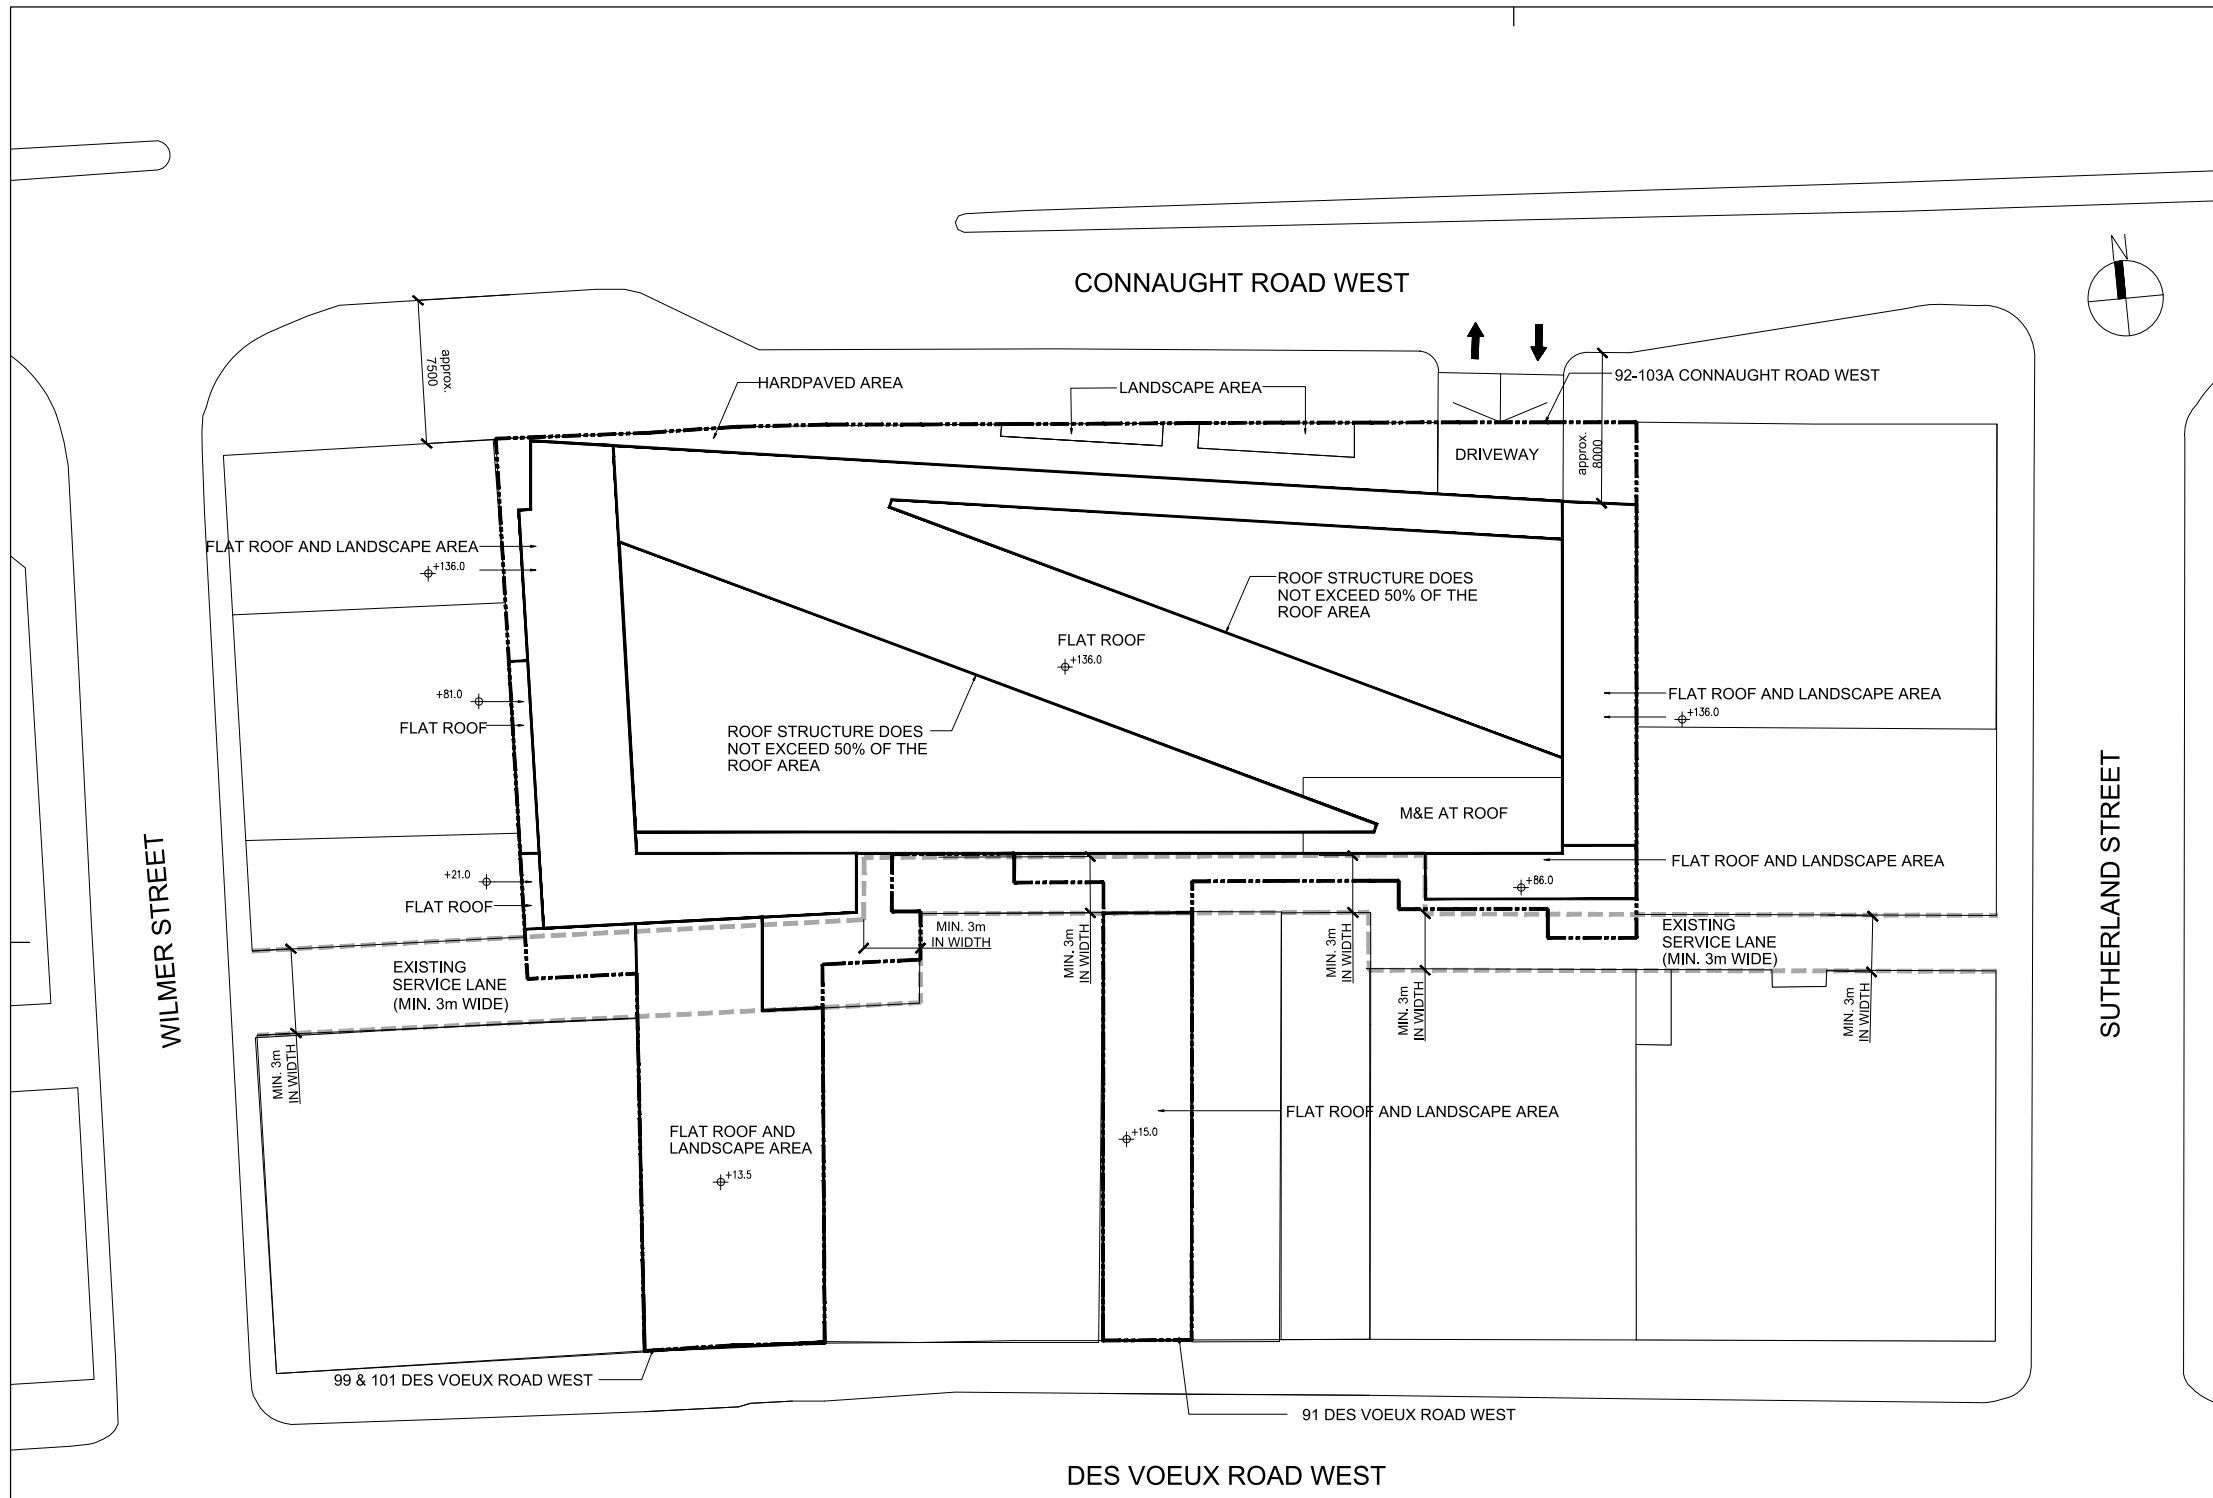 N
CONNAUGHT ROAD WEST
approx.
7500
HARDPAVED AREA
LANDSCAPE AREA
92-103A CONNAUGHT ROAD WEST
DRIVEWAY
approx.
8000
FLAT ROOF AND LANDSCAPE AREA
+136.0
ROOF STRUCTURE DOES
NOT EXCEED 50% OF THE
ROOF AREA
FLAT ROOF
+136.0
+81.0
FLAT ROOF
FLAT ROOF AND LANDSCAPE AREA
+136.0
ROOF STRUCTURE DOES
NOT EXCEED 50% OF THE
ROOF AREA
M&E AT ROOF
+21.0
FLAT ROOF
FLAT ROOF AND LANDSCAPE AREA
+86.0
WILMER STREET
SUTHERLAND STREET
MIN. 3m
IN WIDTH
MIN. 3m
IN WIDTH
MIN. 3m
IN WIDTH
EXISTING
SERVICE LANE
(MIN. 3m WIDE)
EXISTING
SERVICE LANE
(MIN. 3m WIDE)
MIN. 3m
IN WIDTH
MIN. 3m
IN WIDTH
MIN. 3m
IN WIDTH
FLAT ROOF AND
LANDSCAPE AREA
+13.5
FLAT ROOF AND LANDSCAPE AREA
+15.0
99 & 101 DES VOEUX ROAD WEST
91 DES VOEUX ROAD WEST
DES VOEUX ROAD WEST